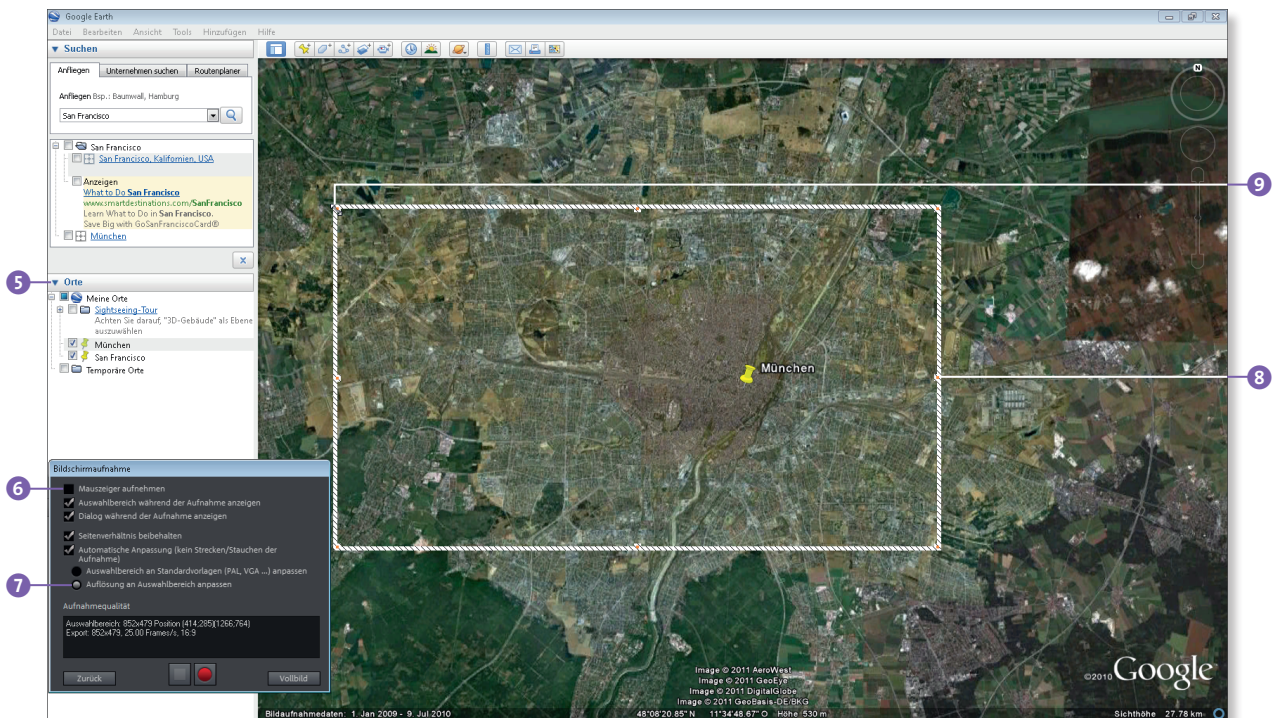 Google Earth
Datei Bearbeiten Ansicht Tools Hinzufügen Hilfe
Suchen
Anfliegen Unternehmen suchen Routenplaner
Anfliegen Bsp.: Baumwall, Hamburg
San Francisco
San Francisco
San Francisco, Kalifornien, USA
Anzeigen
What to Do San Francisco
www.smartdestinations.com/SanFrancisco
Learn What to Do in San Francisco.
Save Big with GoSanFranciscoCard®
München
x
5
Orte
Meine Orte
Sightseeing-Tour
Achten Sie darauf, "3D-Gebäude" als Ebene
auszuwählen
München
San Francisco
Temporäre Orte
Bildschirmaufnahme
6
Mauszeiger aufnehmen
Auswahlbereich während der Aufnahme anzeigen
Dialog während der Aufnahme anzeigen
Seitenverhältnis beibehalten
Automatische Anpassung (kein Strecken/Stauchen der
Aufnahme)
Auswahlbereich an Standardvorlagen (PAL, VGA ...) anpassen
7
Auflösung an Auswahlbereich anpassen
Aufnahmequalität
Auswahlbereich: 852x479 Position (414;285)(1266;764)
Export: 852x479, 25.00 Frames/s, 16:9
Zurück
Vollbild
N
9
München
8
Image © 2011 AeroWest
Image © 2011 GeoEye
Image © 2011 DigitalGlobe
Image © 2011 GeoBasis-DE/BKG
©2010 Google
Bildaufnahmedaten: 1. Jan 2009 - 9. Jul 2010
48°08'20.85" N 11°34'48.67" O Höhe 530 m
Sichthöhe 27.78 km